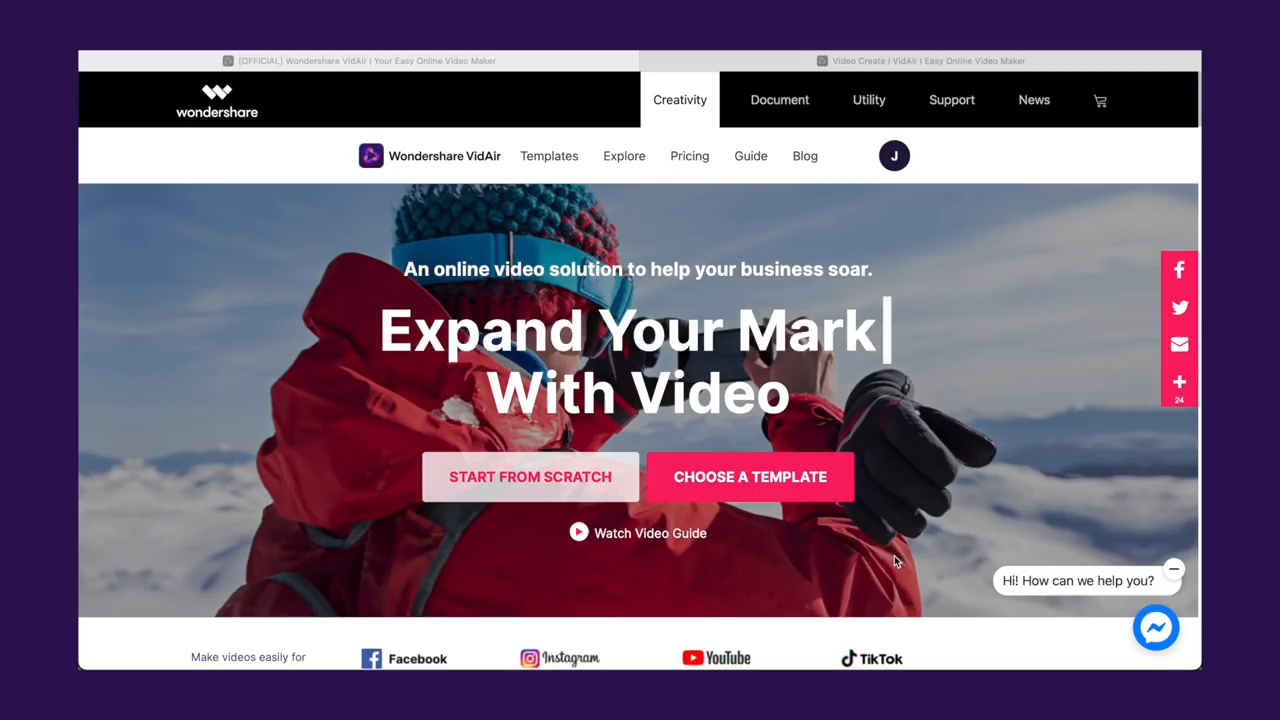 [OFFICIAL] Wondershare VidAir | Your Easy Online Video Maker
Video Create | VidAir | Easy Online Video Maker
wondershare
Creativity
Document
Utility
Support
News
Wondershare VidAir
Templates
Explore
Pricing
Guide
Blog
J
An online video solution to help your business soar.
Expand Your Mark
With Video
START FROM SCRATCH
CHOOSE A TEMPLATE
Watch Video Guide
24
Hi! How can we help you?
Make videos easily for
Facebook
Instagram
YouTube
TikTok